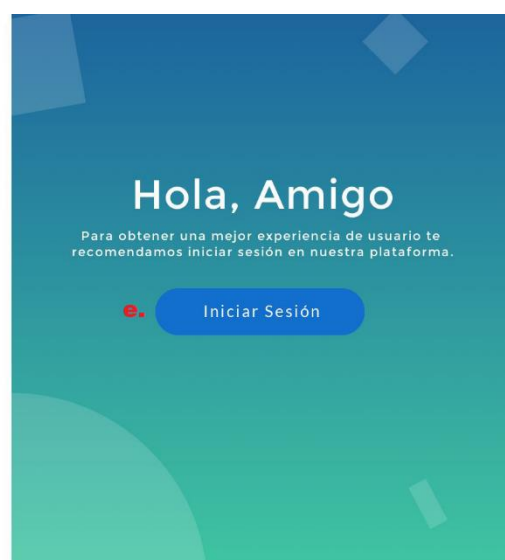 Hola, Amigo
Para obtener una mejor experiencia de usuario te
recomendamos iniciar sesión en nuestra plataforma.
e. Iniciar Sesión